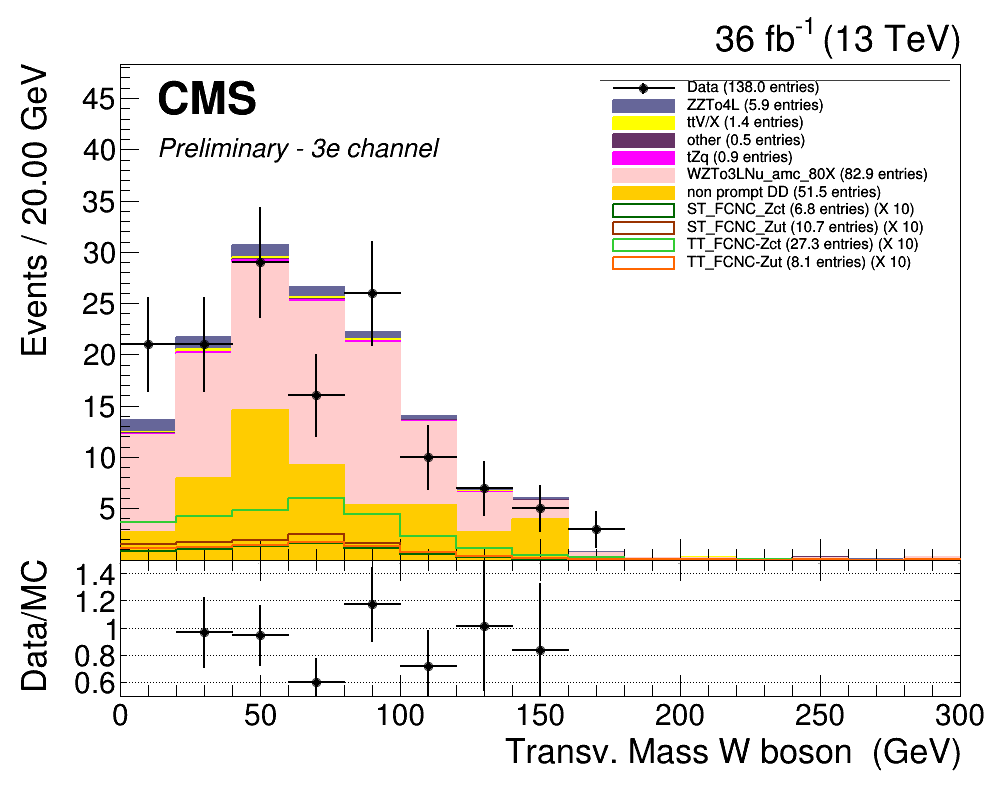 36 fb-1 (13 TeV)
CMS
Preliminary - 3e channel
Data (138.0 entries)
ZZTo4L (5.9 entries)
ttV/X (1.4 entries)
other (0.5 entries)
tZq (0.9 entries)
WZTo3LNu_amc_80X (82.9 entries)
non prompt DD (51.5 entries)
ST_FCNC_Zct (6.8 entries) (X 10)
ST_FCNC_Zut (10.7 entries) (X 10)
TT_FCNC-Zct (27.3 entries) (X 10)
TT_FCNC-Zut (8.1 entries) (X 10)
Events / 20.00 GeV
45
40
35
30
25
20
15
10
5
Data/MC
1.4
1.2
1
0.8
0.6
0 50 100 150 200 250 300
Transv. Mass W boson (GeV)